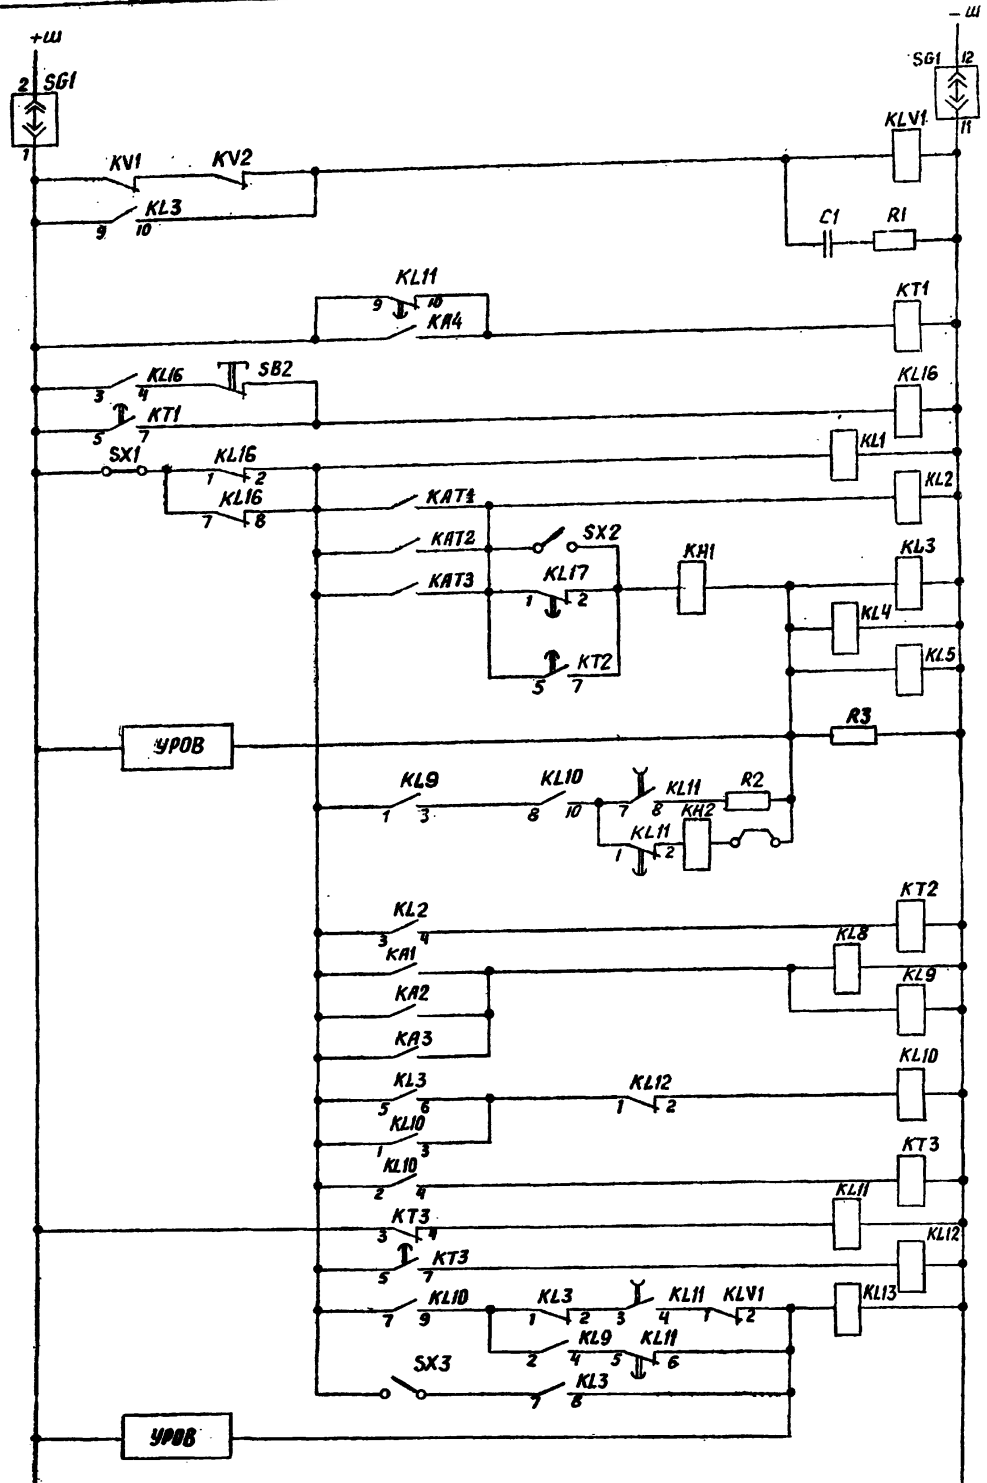 +Ш
- Ш
2 SG1
SG1 12
1
11
KLV1
KV1 KV2
KL3
9 10
C1 R1
KL11
9 10
KA4
KT1
KL16 SB2
3 4
KL16
KT1
5 7
SX1 KL16
1 2
KL1
KL16
7 8
KAT1
KL2
KAT2 SX2
KAT3 KL17
1 2
KH1
KL3
KL4
KT2
5 7
KL5
УРОВ
R3
KL9 KL10
1 3 8 10
KL11 R2
7 8
KL11 KH2
1 2
KL2
3 4
KT2
KA1
KL8
KA2
KL9
KA3
KL3
5 6
KL12
1 2
KL10
KL10
1 3
KL10
2 4
KT3
KT3
3 4
KL11
KT3
5 7
KL12
KL10
7 9
KL3 KL11 KLV1
1 2 3 4 1 2
KL13
KL9 KL11
2 4 5 6
SX3 KL3
7 8
УРОВ